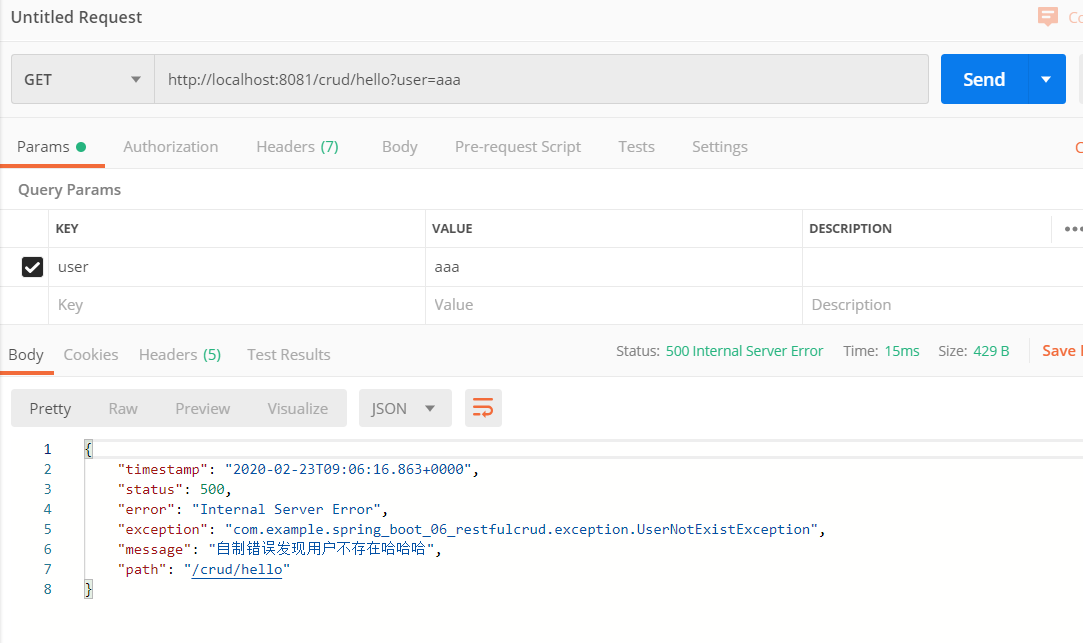 Untitled Request
Co
GET http://localhost:8081/crud/hello?user=aaa Send
Params Authorization Headers (7) Body Pre-request Script Tests Settings
Query Params
KEY VALUE DESCRIPTION
user aaa
Key Value Description
Body Cookies Headers (5) Test Results Status: 500 Internal Server Error Time: 15ms Size: 429 B Save
Pretty Raw Preview Visualize JSON
1 {
2 "timestamp": "2020-02-23T09:06:16.863+0000",
3 "status": 500,
4 "error": "Internal Server Error",
5 "exception": "com.example.spring_boot_06_restfulcrud.exception.UserNotExistException",
6 "message": "自制错误发现用户不存在哈哈哈",
7 "path": "/crud/hello"
8 }